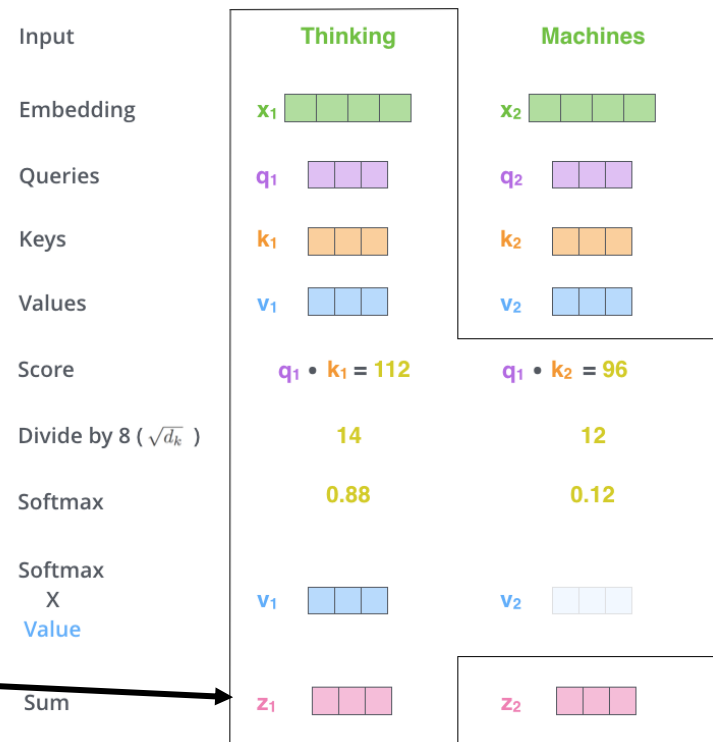 Input Thinking Machines
Embedding x₁ x₂
Queries q₁ q₂
Keys k₁ k₂
Values v₁ v₂
Score q₁ • k₁ = 112 q₁ • k₂ = 96
Divide by 8 ( √dₖ ) 14 12
Softmax 0.88 0.12
Softmax
X v₁ v₂
Value
Sum z₁ z₂